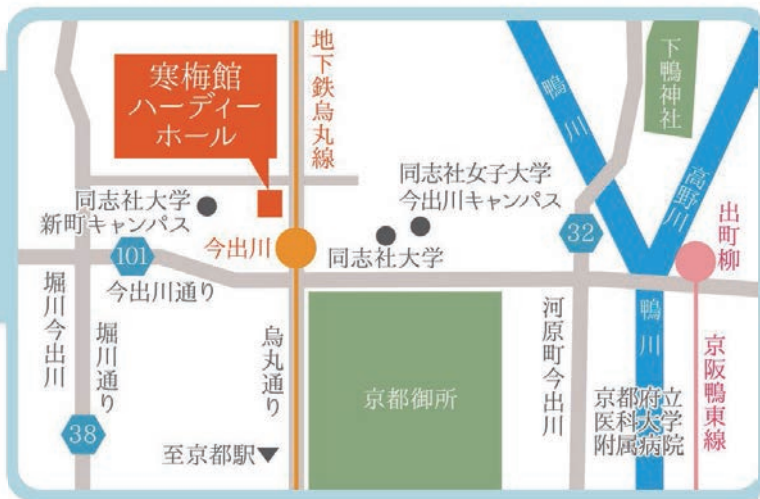 寒梅館
ハーディー
ホール
地下鉄烏丸線
鴨川
下鴨神社
高野川
同志社大学
新町キャンパス
同志社女子大学
今出川キャンパス
同志社大学
今出川
32
出町柳
101
今出川通り
堀川今出川
堀川通り
38
烏丸通り
至京都駅▼
京都御所
河原町今出川
鴨川
京都府立
医科大学
附属病院
京阪鴨東線